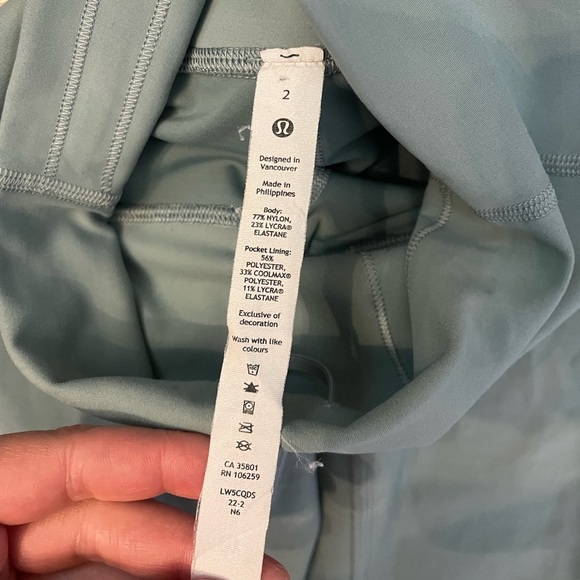 2
Designed in
Vancouver
Made in
Philippines
Body:
77% NYLON,
23% LYCRA®
ELASTANE
Pocket Lining:
56%
POLYESTER,
33% COOLMAX®
POLYESTER,
11% LYCRA®
ELASTANE
Exclusive of
decoration
Wash with like
colours
CA 35801
RN 106259
LW5CQDS
22-2
N6